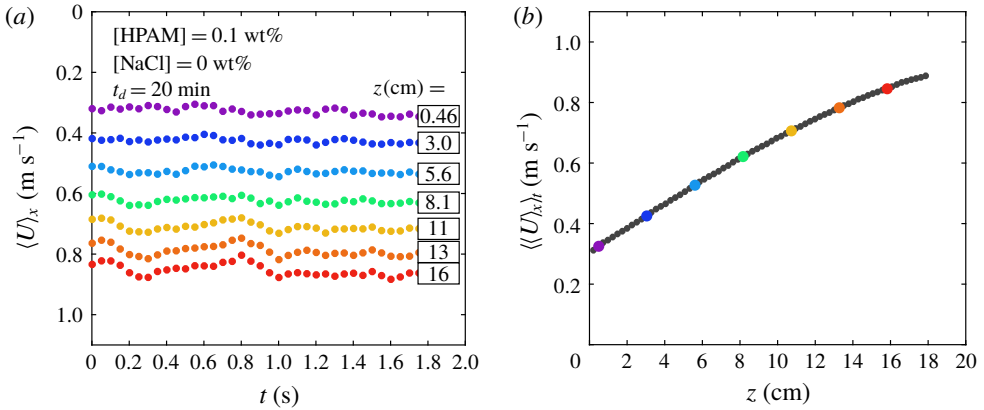 (a)
0
0.2
0.4
0.6
0.8
1.0
⟨U⟩x (m s−1)
[HPAM] = 0.1 wt%
[NaCl] = 0 wt%
td = 20 min
z(cm) =
0.46
3.0
5.6
8.1
11
13
16
0 0.2 0.4 0.6 0.8 1.0 1.2 1.4 1.6 1.8 2.0
t (s)
(b)
1.0
0.8
0.6
0.4
0.2
⟨⟨U⟩x⟩t (m s−1)
0 2 4 6 8 10 12 14 16 18 20
z (cm)